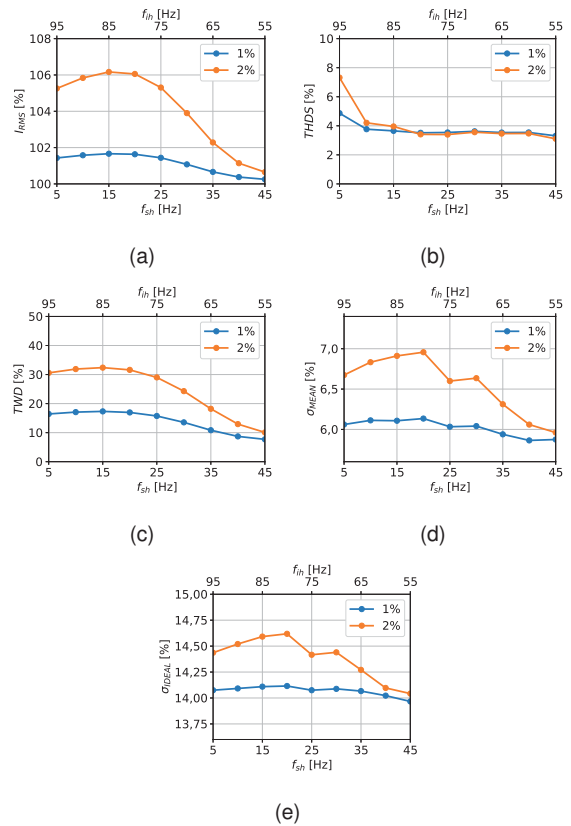 f_ih [Hz]
95 85 75 65 55
108
106
104
102
100
I_RMS [%]
1%
2%
5 15 25 35 45
f_sh [Hz]
(a)
f_ih [Hz]
95 85 75 65 55
10
8
6
4
2
0
THDS [%]
1%
2%
5 15 25 35 45
f_sh [Hz]
(b)
f_ih [Hz]
95 85 75 65 55
50
40
30
20
10
0
TWD [%]
1%
2%
5 15 25 35 45
f_sh [Hz]
(c)
f_ih [Hz]
95 85 75 65 55
7,0
6,5
6,0
σ_MEAN [%]
1%
2%
5 15 25 35 45
f_sh [Hz]
(d)
f_ih [Hz]
95 85 75 65 55
15,00
14,50
14,25
14,00
13,75
σ_IDEAL [%]
1%
2%
5 15 25 35 45
f_sh [Hz]
(e)